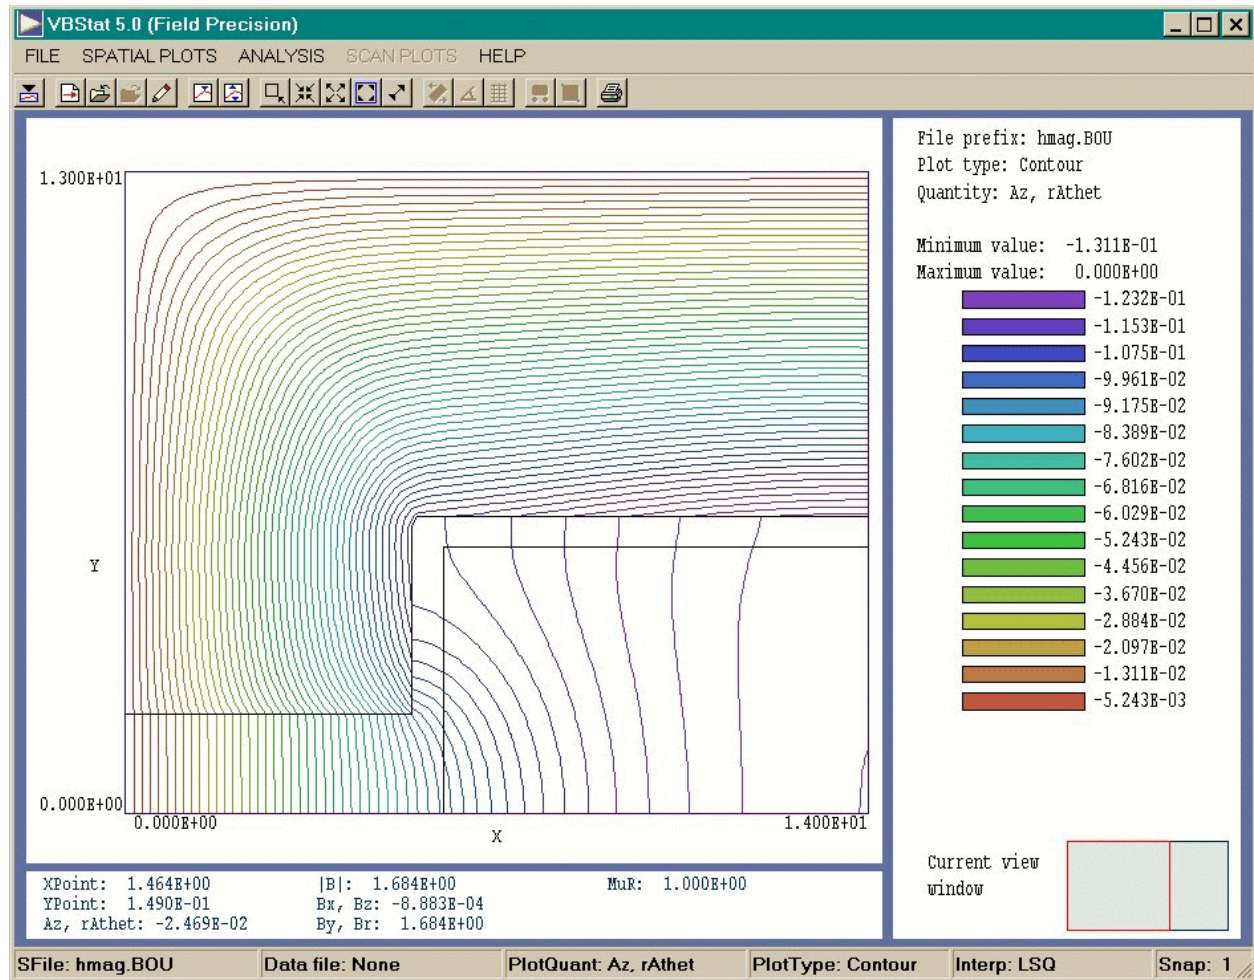 VBStat 5.0 (Field Precision)
FILE SPATIAL PLOTS ANALYSIS SCAN PLOTS HELP
1.300E+01
Y
0.000E+00
0.000E+00 1.400E+01
X
File prefix: hmag.BOU
Plot type: Contour
Quantity: Az, rAthet
Minimum value: -1.311E-01
Maximum value: 0.000E+00
-1.232E-01
-1.153E-01
-1.075E-01
-9.961E-02
-9.175E-02
-8.389E-02
-7.602E-02
-6.816E-02
-6.029E-02
-5.243E-02
-4.456E-02
-3.670E-02
-2.884E-02
-2.097E-02
-1.311E-02
-5.243E-03
Current view
window
XPoint: 1.464E+00 |B|: 1.684E+00 MuR: 1.000E+00
YPoint: 1.490E-01 Bx, Bz: -8.883E-04
Az, rAthet: -2.469E-02 By, Br: 1.684E+00
SFile: hmag.BOU Data file: None PlotQuant: Az, rAthet PlotType: Contour Interp: LSQ Snap: 1